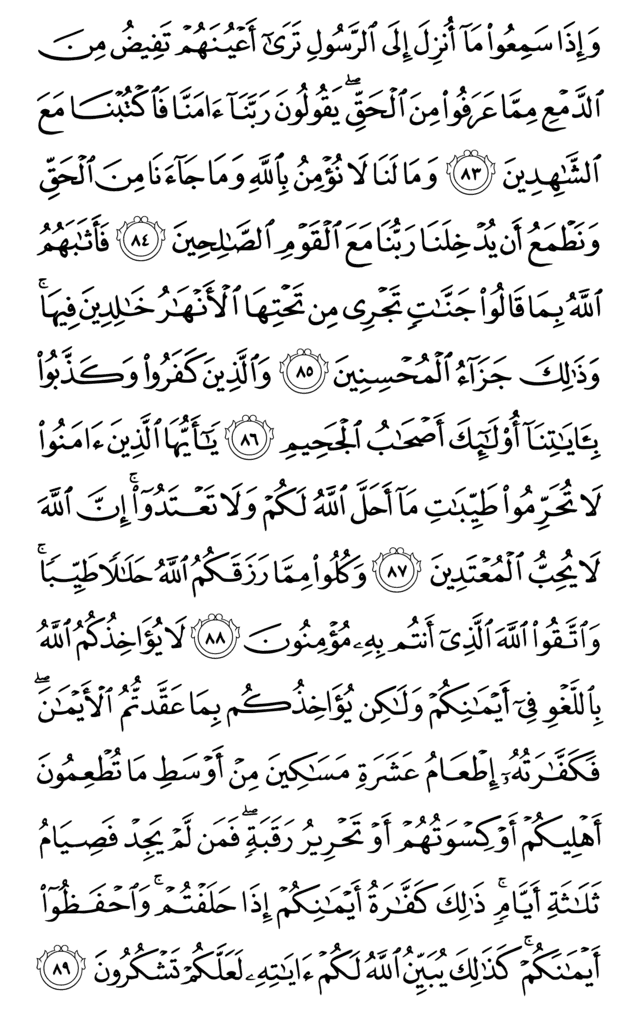 وَإِذَا سَمِعُوا۟ مَآ أُنزِلَ إِلَى ٱلرَّسُولِ تَرَىٰٓ أَعْيُنَهُمْ تَفِيضُ مِنَ
ٱلدَّمْعِ مِمَّا عَرَفُوا۟ مِنَ ٱلْحَقِّ ۖ يَقُولُونَ رَبَّنَآ ءَامَنَّا فَٱكْتُبْنَا مَعَ
ٱلشَّـٰهِدِينَ ٨٣ وَمَا لَنَا لَا نُؤْمِنُ بِٱللَّهِ وَمَا جَآءَنَا مِنَ ٱلْحَقِّ
وَنَطْمَعُ أَن يُدْخِلَنَا رَبُّنَا مَعَ ٱلْقَوْمِ ٱلصَّـٰلِحِينَ ٨٤ فَأَثَـٰبَهُمُ
ٱللَّهُ بِمَا قَالُوا۟ جَنَّـٰتٍ تَجْرِى مِن تَحْتِهَا ٱلْأَنْهَـٰرُ خَـٰلِدِينَ فِيهَا ۚ
وَذَٰلِكَ جَزَآءُ ٱلْمُحْسِنِينَ ٨٥ وَٱلَّذِينَ كَفَرُوا۟ وَكَذَّبُوا۟
بِـَٔايَـٰتِنَآ أُو۟لَـٰٓئِكَ أَصْحَـٰبُ ٱلْجَحِيمِ ٨٦ يَـٰٓأَيُّهَا ٱلَّذِينَ ءَامَنُوا۟
لَا تُحَرِّمُوا۟ طَيِّبَـٰتِ مَآ أَحَلَّ ٱللَّهُ لَكُمْ وَلَا تَعْتَدُوٓا۟ ۚ إِنَّ ٱللَّهَ
لَا يُحِبُّ ٱلْمُعْتَدِينَ ٨٧ وَكُلُوا۟ مِمَّا رَزَقَكُمُ ٱللَّهُ حَلَـٰلًا طَيِّبًا ۚ
وَٱتَّقُوا۟ ٱللَّهَ ٱلَّذِىٓ أَنتُم بِهِۦ مُؤْمِنُونَ ٨٨ لَا يُؤَاخِذُكُمُ ٱللَّهُ
بِٱللَّغْوِ فِىٓ أَيْمَـٰنِكُمْ وَلَـٰكِن يُؤَاخِذُكُم بِمَا عَقَّدتُّمُ ٱلْأَيْمَـٰنَ ۖ
فَكَفَّـٰرَتُهُۥٓ إِطْعَامُ عَشَرَةِ مَسَـٰكِينَ مِنْ أَوْسَطِ مَا تُطْعِمُونَ
أَهْلِيكُمْ أَوْ كِسْوَتُهُمْ أَوْ تَحْرِيرُ رَقَبَةٍ ۖ فَمَن لَّمْ يَجِدْ فَصِيَامُ
ثَلَـٰثَةِ أَيَّامٍ ۚ ذَٰلِكَ كَفَّـٰرَةُ أَيْمَـٰنِكُمْ إِذَا حَلَفْتُمْ ۚ وَٱحْفَظُوٓا۟
أَيْمَـٰنَكُمْ ۚ كَذَٰلِكَ يُبَيِّنُ ٱللَّهُ لَكُمْ ءَايَـٰتِهِۦ لَعَلَّكُمْ تَشْكُرُونَ ٨٩